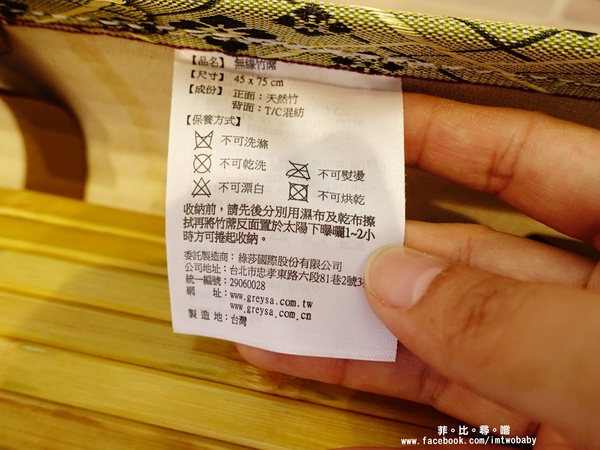 【品名】 無緣竹蓆
【尺寸】 45 x 75 cm
【成份】 正面：天然竹
背面：T/C混紡
【保養方式】
不可洗滌
不可乾洗 不可熨燙
不可漂白 不可烘乾
收納前，請先後分別用濕布及乾布擦
拭再將竹蓆反面置於太陽下曝曬1~2小
時方可捲起收納。
委託製造商：綠莎國際股份有限公司
公司地址：台北市忠孝東路六段81巷2號3
統一編號：29060028
網 址：www.greysa.com.tw
www.greysa.com.cn
製 造 地：台灣
菲。比。尋。嚐
www.facebook.com/imtwobaby